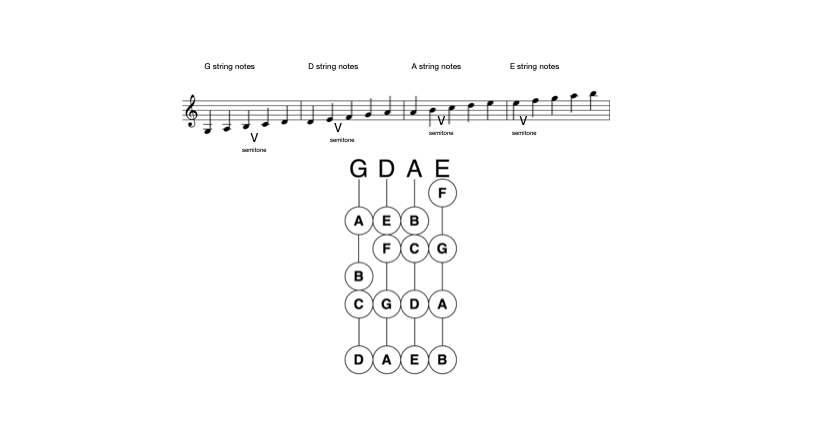 G string notes D string notes A string notes E string notes
V V V V
semitone semitone semitone semitone
G D A E
F
A E B
F C G
B
C G D A
D A E B